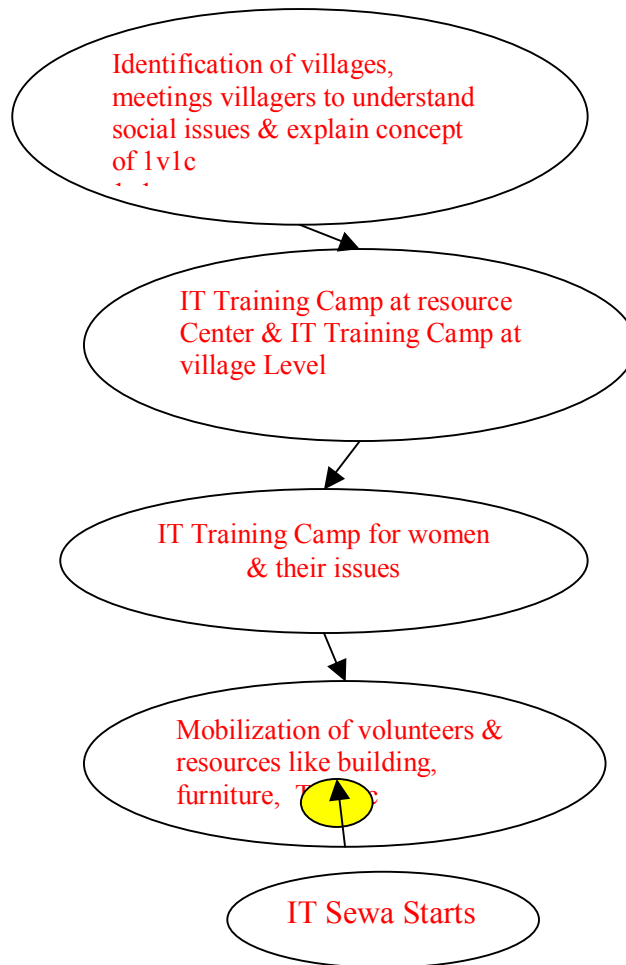 Identification of villages,
meetings villagers to understand
social issues & explain concept
of 1v1c
IT Training Camp at resource
Center & IT Training Camp at
village Level
IT Training Camp for women
& their issues
Mobilization of volunteers &
resources like building,
furniture,
IT Sewa Starts